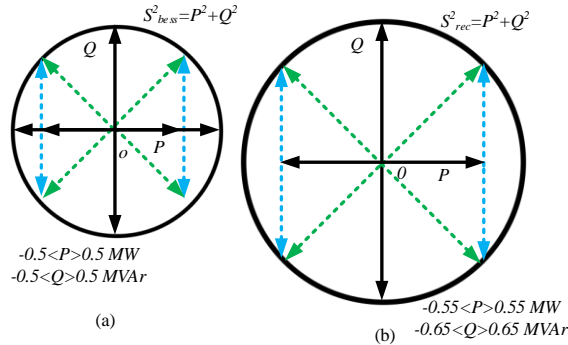 S²bess=P²+Q²
Q
P
o
-0.5<P>0.5 MW
-0.5<Q>0.5 MVAr
(a)
S²rec=P²+Q²
Q
0
P
-0.55<P>0.55 MW
-0.65<Q>0.65 MVAr
(b)